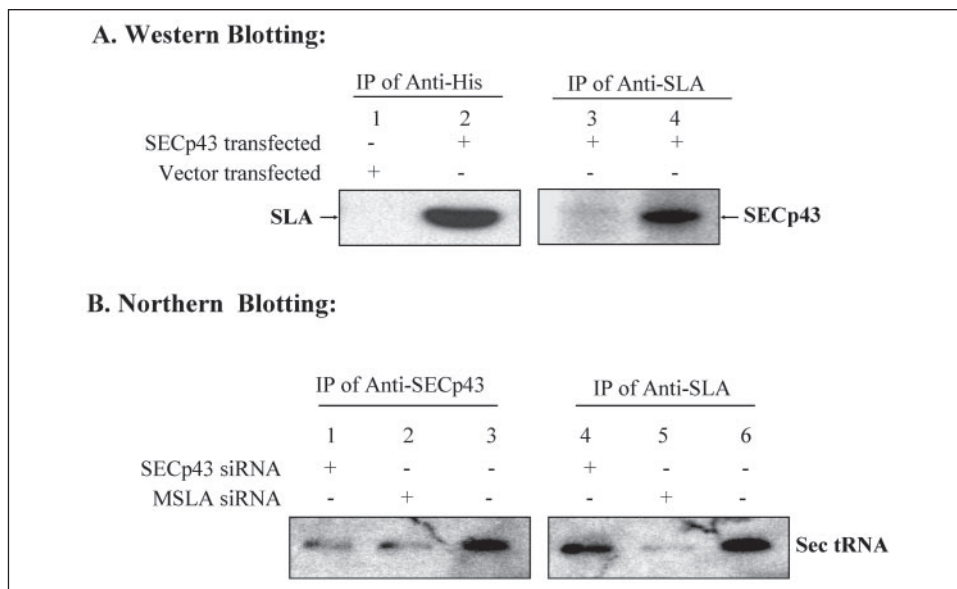 A. Western Blotting:
IP of Anti-His IP of Anti-SLA
1 2 3 4
SECp43 transfected - + + +
Vector transfected + - - -
SLA SECp43
B. Northern Blotting:
IP of Anti-SECp43 IP of Anti-SLA
1 2 3 4 5 6
SECp43 siRNA + - - + - -
MSLA siRNA - + - - + -
Sec tRNA